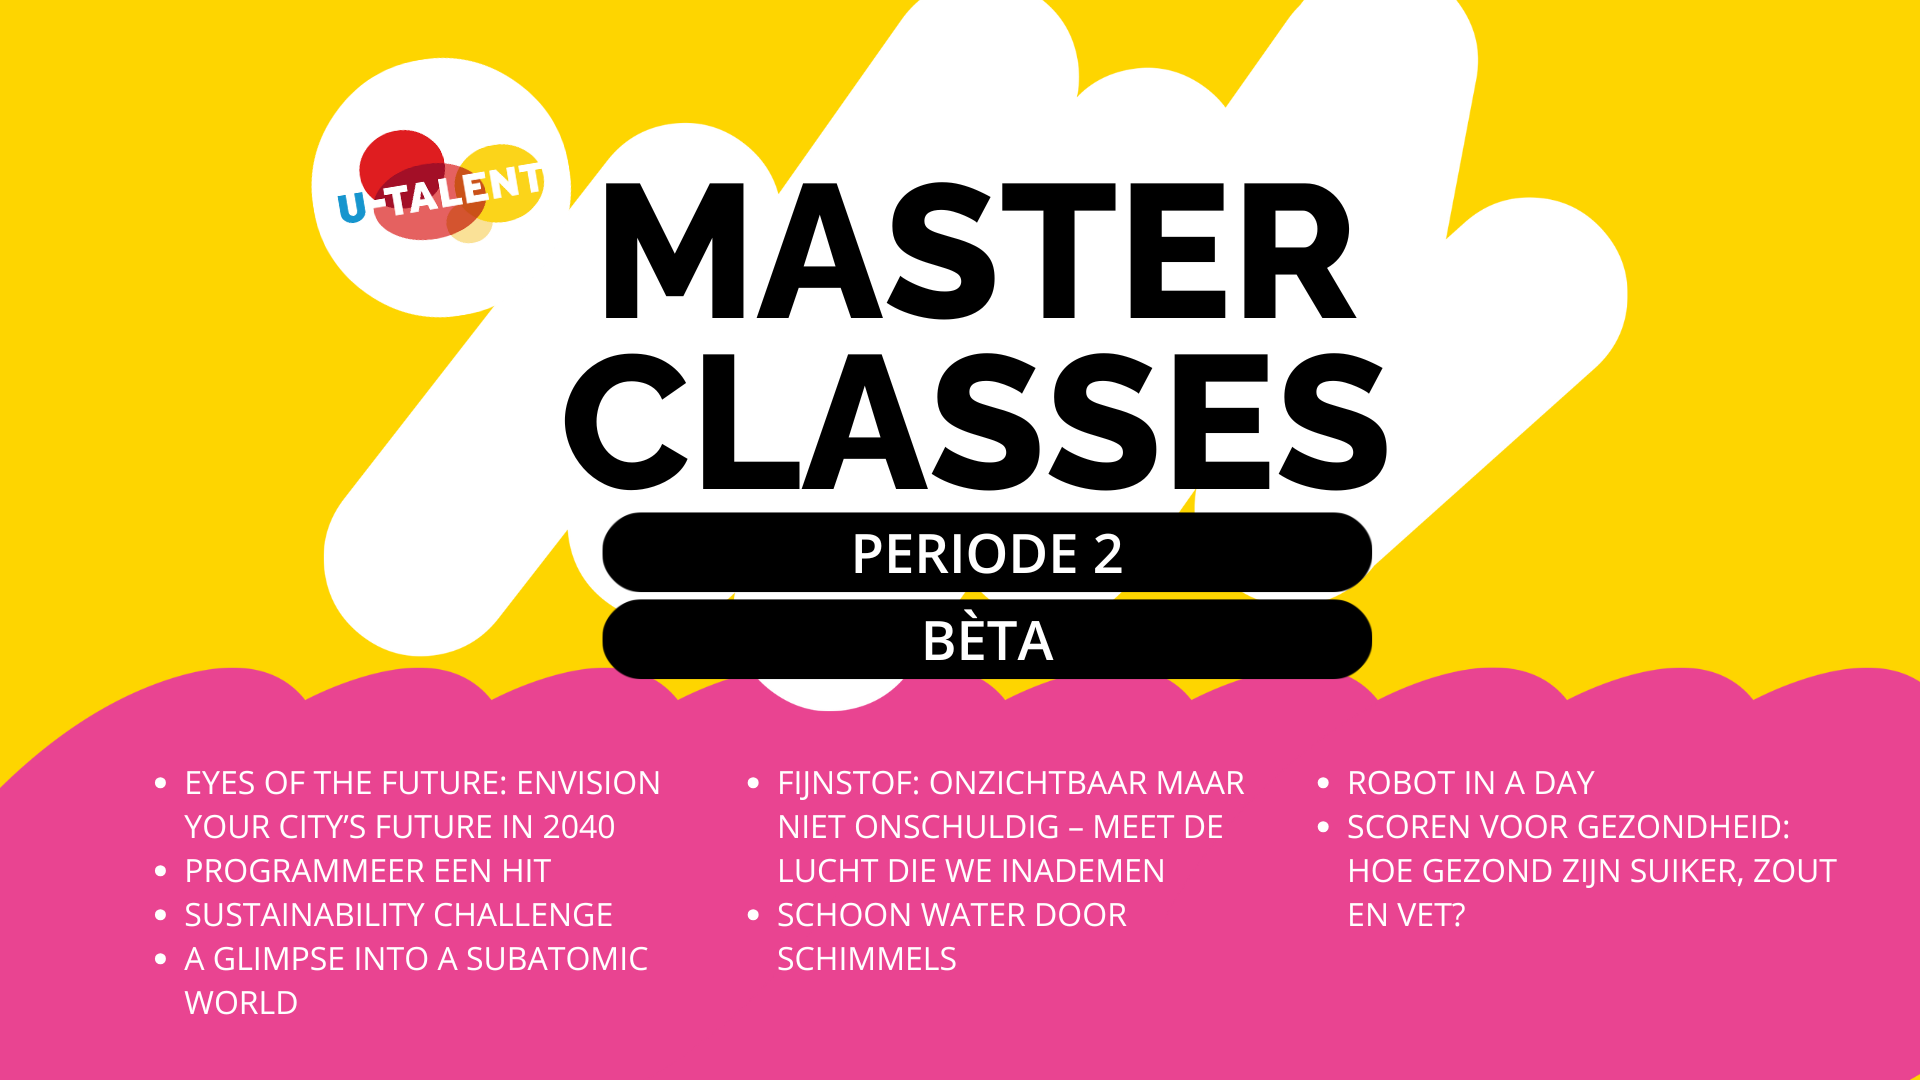 U-TALENT
MASTER
CLASSES
PERIODE 2
BÈTA
• EYES OF THE FUTURE: ENVISION
YOUR CITY’S FUTURE IN 2040
• PROGRAMMEER EEN HIT
• SUSTAINABILITY CHALLENGE
• A GLIMPSE INTO A SUBATOMIC
WORLD
• FIJNSTOF: ONZICHTBAAR MAAR
NIET ONSCHULDIG – MEET DE
LUCHT DIE WE INADEMEN
• SCHOON WATER DOOR
SCHIMMELS
• ROBOT IN A DAY
• SCOREN VOOR GEZONDHEID:
HOE GEZOND ZIJN SUIKER, ZOUT
EN VET?